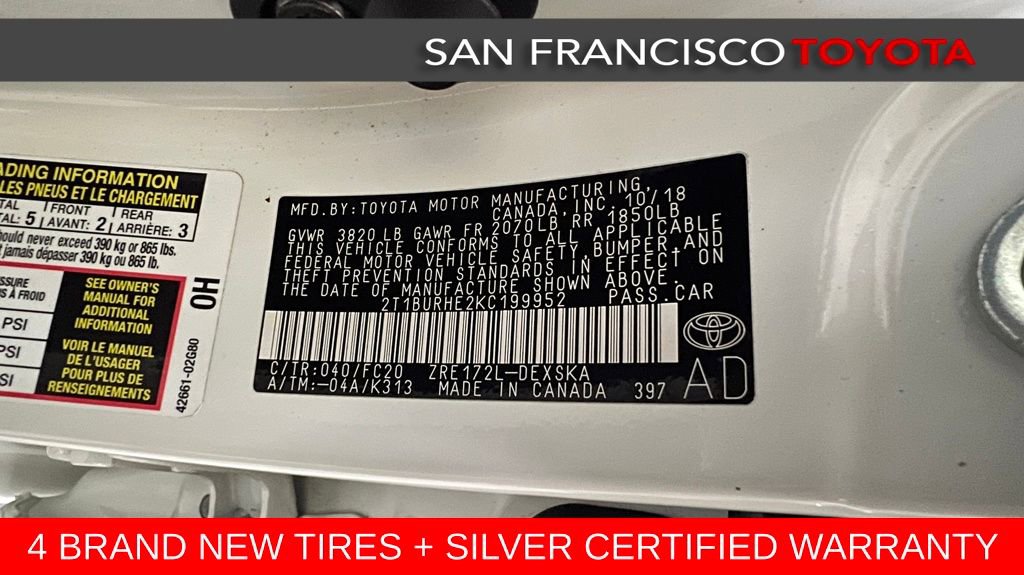 SAN FRANCISCO TOYOTA
ADING INFORMATION
LES PNEUS ET LE CHARGEMENT
TAL: 5 FRONT AVANT: 2 REAR ARRIÈRE: 3
hould never exceed 390 kg or 865 lbs.
t jamais dépasser 390 kg ou 865 lb.
SSURE
NS À FROID
PSI
PSI
PSI
SEE OWNER'S
MANUAL FOR
ADDITIONAL
INFORMATION
VOIR LE MANUEL
DE L'USAGER
POUR PLUS DE
RENSEIGNEMENTS
OH
42661-02G80
MFD.BY:TOYOTA MOTOR MANUFACTURING,
CANADA,INC. 10/18
GVWR 3820 LB GAWR FR 2070LB RR 1850LB
THIS VEHICLE CONFORMS TO ALL APPLICABLE
FEDERAL MOTOR VEHICLE SAFETY,BUMPER,AND
THEFT PREVENTION STANDARDS IN EFFECT ON
THE DATE OF MANUFACTURE SHOWN ABOVE.
2T1BURHE2KC199952 PASS.CAR
C/TR:040/FC20 ZRE172L-DEXSKA
A/TM:-04A/K313 MADE IN CANADA 397
AD
4 BRAND NEW TIRES + SILVER CERTIFIED WARRANTY